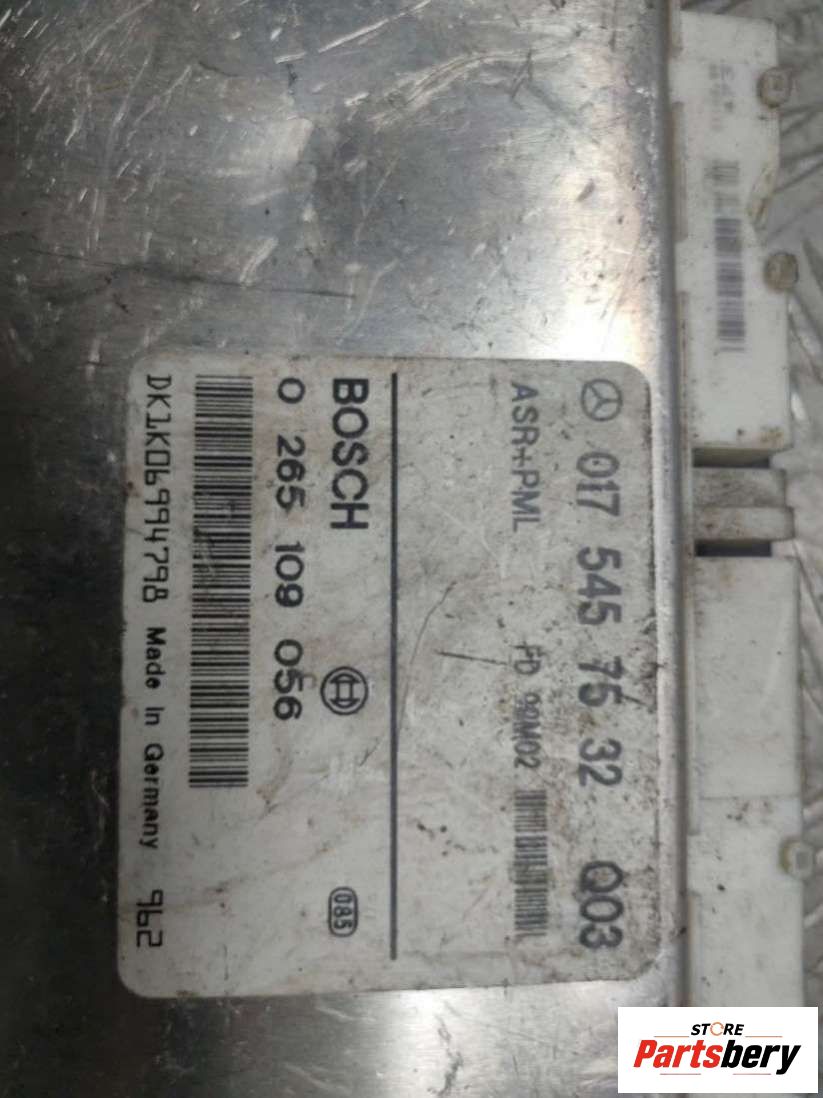 017 545 75 32 Q03
ASR+PML FD 99M02
BOSCH
0 265 109 056
085
DK1K06994798 Made In Germany 962
STORE
Partsbery